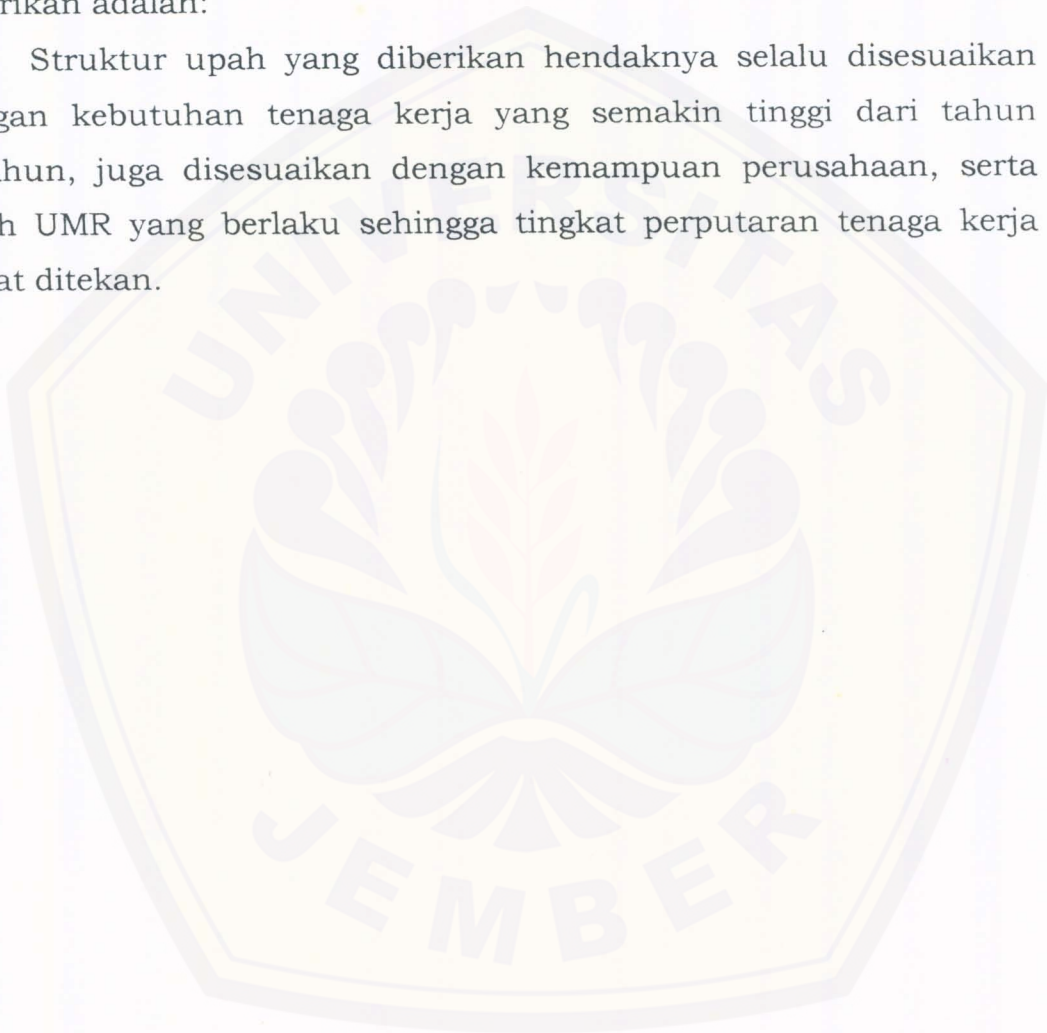 rikan adalah:
Struktur upah yang diberikan hendaknya selalu disesuaikan
gan kebutuhan tenaga kerja yang semakin tinggi dari tahun
hun, juga disesuaikan dengan kemampuan perusahaan, serta
h UMR yang berlaku sehingga tingkat perputaran tenaga kerja
at ditekan.
UNIVERSITAS
JEMBER